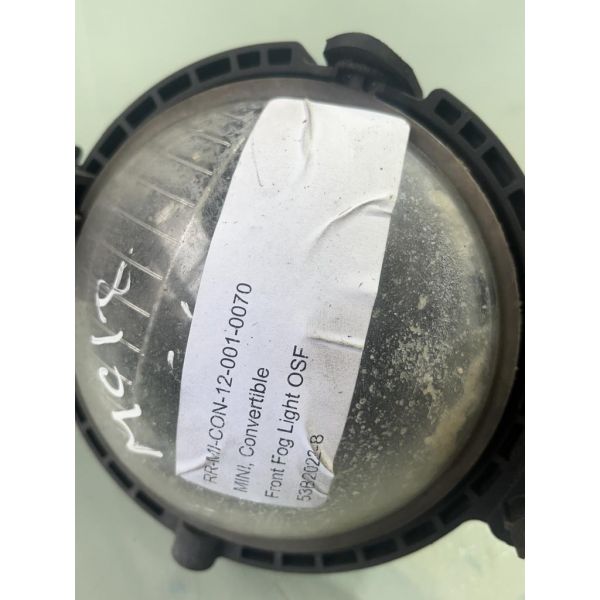 RR-MI-CON-12-001-0070
MINI, Convertible
Front Fog Light OSF
53B2022-B